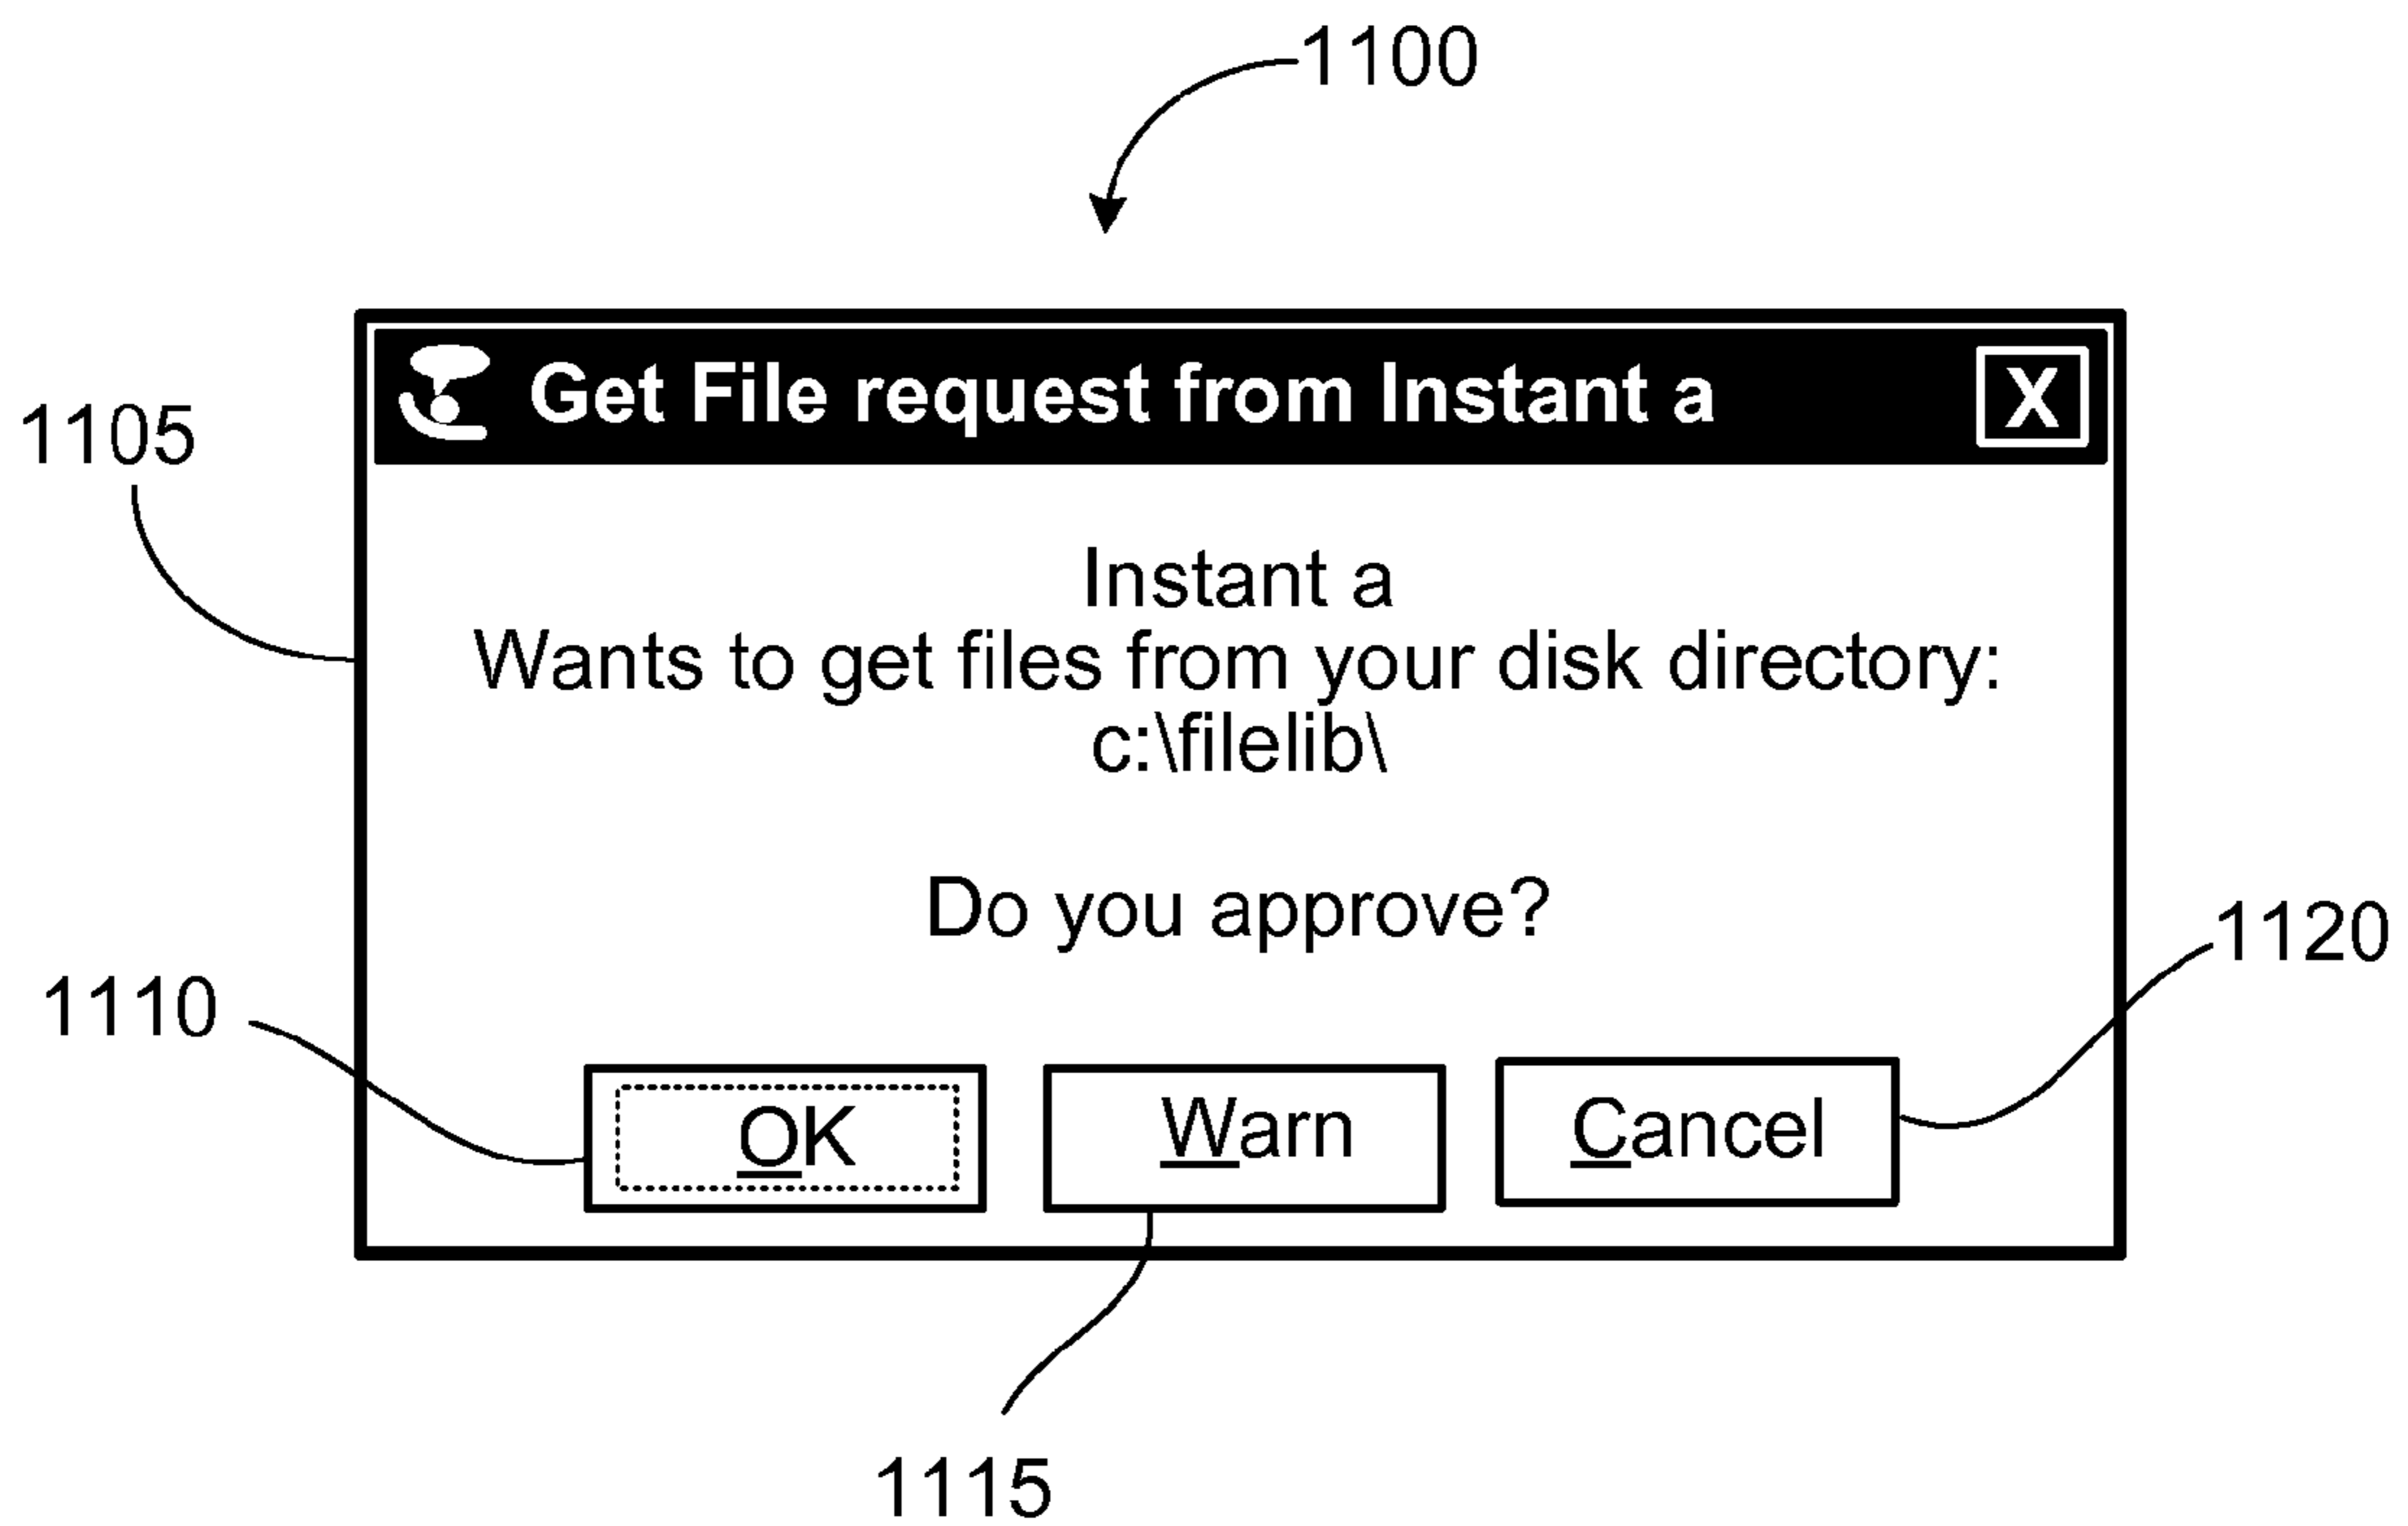 1100
Get File request from Instant a X
1105
Instant a
Wants to get files from your disk directory:
c:\filelib\
Do you approve?
1120
1110
OK Warn Cancel
1115